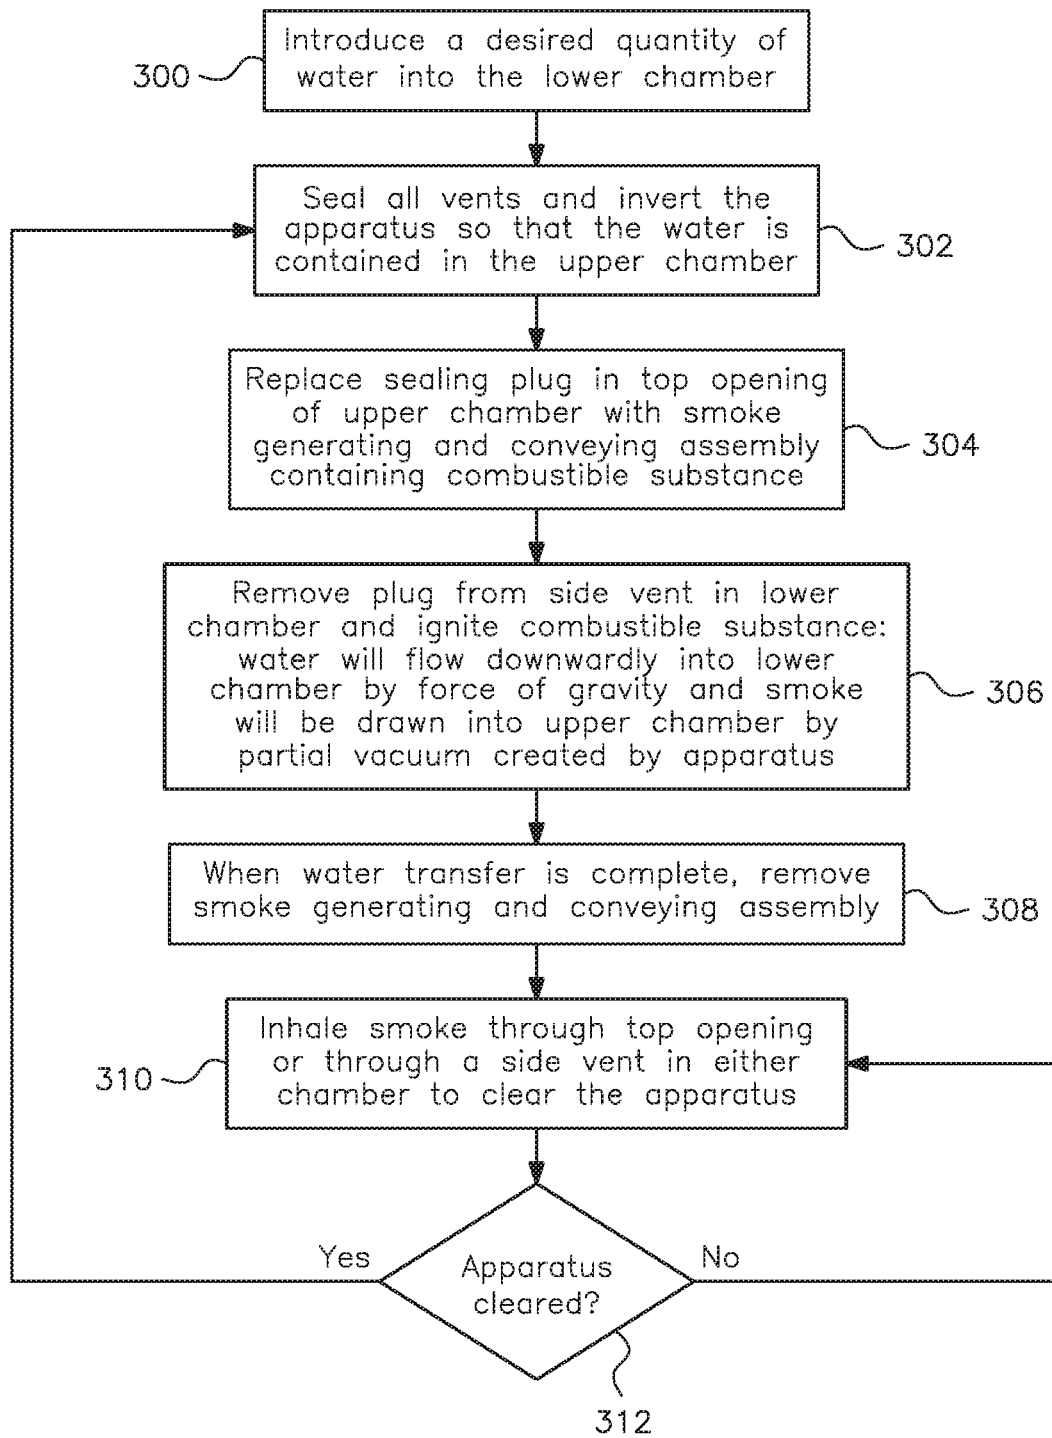 Introduce a desired quantity of
water into the lower chamber
300
Seal all vents and invert the
apparatus so that the water is
contained in the upper chamber
302
Replace sealing plug in top opening
of upper chamber with smoke
generating and conveying assembly
containing combustible substance
304
Remove plug from side vent in lower
chamber and ignite combustible substance:
water will flow downwardly into lower
chamber by force of gravity and smoke
will be drawn into upper chamber by
partial vacuum created by apparatus
306
When water transfer is complete, remove
smoke generating and conveying assembly
308
Inhale smoke through top opening
or through a side vent in either
chamber to clear the apparatus
310
Yes
No
Apparatus
cleared?
312